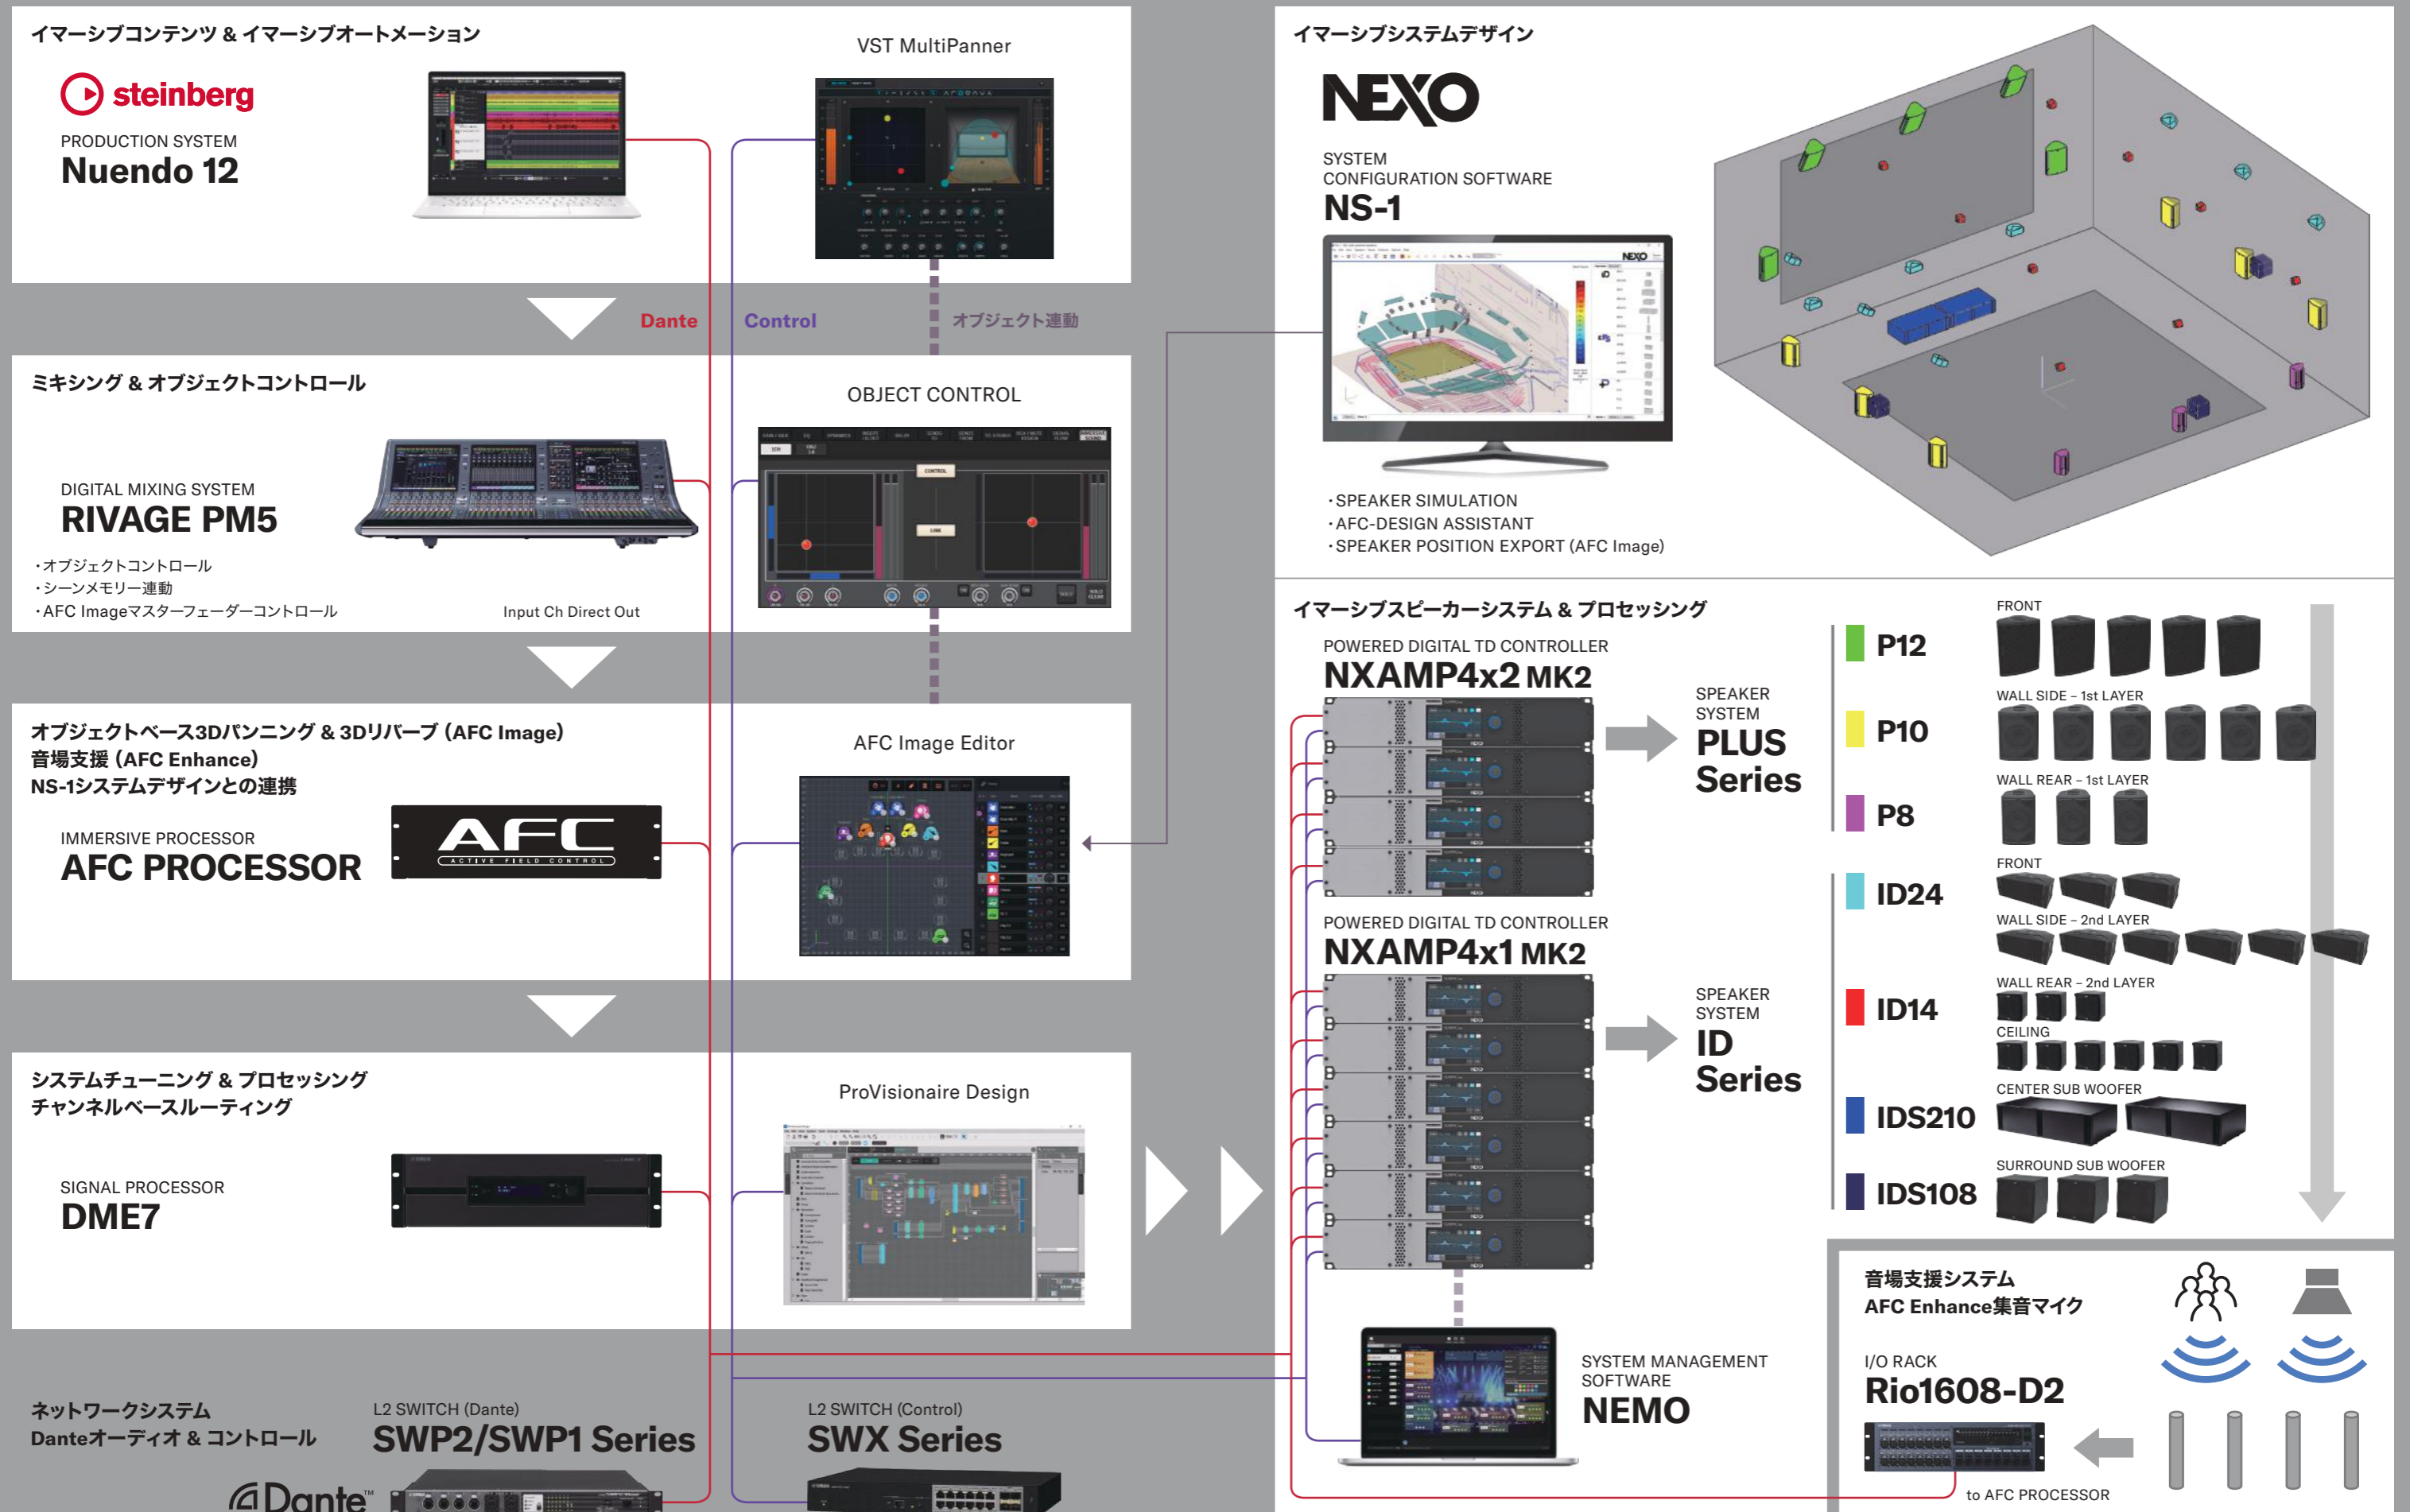 イマーシブコンテンツ & イマーシブオートメーション
steinberg
PRODUCTION SYSTEM
Nuendo 12
VST MultiPanner
Dante
Control
オブジェクト連動
ミキシング & オブジェクトコントロール
DIGITAL MIXING SYSTEM
RIVAGE PM5
・オブジェクトコントロール
・シーンメモリー連動
・AFC Imageマスターフェーダーコントロール
Input Ch Direct Out
OBJECT CONTROL
CONTROL
LINK
オブジェクトベース3Dパンニング & 3Dリバーブ（AFC Image）
音場支援（AFC Enhance）
NS-1システムデザインとの連携
IMMERSIVE PROCESSOR
AFC PROCESSOR
AFC
ACTIVE FIELD CONTROL
AFC Image Editor
システムチューニング & プロセッシング
チャンネルベースルーティング
SIGNAL PROCESSOR
DME7
ProVisionaire Design
ネットワークシステム
Danteオーディオ & コントロール
Dante™
L2 SWITCH (Dante)
SWP2/SWP1 Series
L2 SWITCH (Control)
SWX Series
イマーシブシステムデザイン
NEXO
SYSTEM
CONFIGURATION SOFTWARE
NS-1
NEXO
・SPEAKER SIMULATION
・AFC-DESIGN ASSISTANT
・SPEAKER POSITION EXPORT (AFC Image)
イマーシブスピーカーシステム & プロセッシング
POWERED DIGITAL TD CONTROLLER
NXAMP4x2 MK2
SPEAKER
SYSTEM
PLUS
Series
POWERED DIGITAL TD CONTROLLER
NXAMP4x1 MK2
SPEAKER
SYSTEM
ID
Series
P12
FRONT
P10
WALL SIDE – 1st LAYER
P8
WALL REAR – 1st LAYER
ID24
FRONT
WALL SIDE – 2nd LAYER
ID14
WALL REAR – 2nd LAYER
CEILING
IDS210
CENTER SUB WOOFER
IDS108
SURROUND SUB WOOFER
SYSTEM MANAGEMENT
SOFTWARE
NEMO
音場支援システム
AFC Enhance集音マイク
I/O RACK
Rio1608-D2
to AFC PROCESSOR